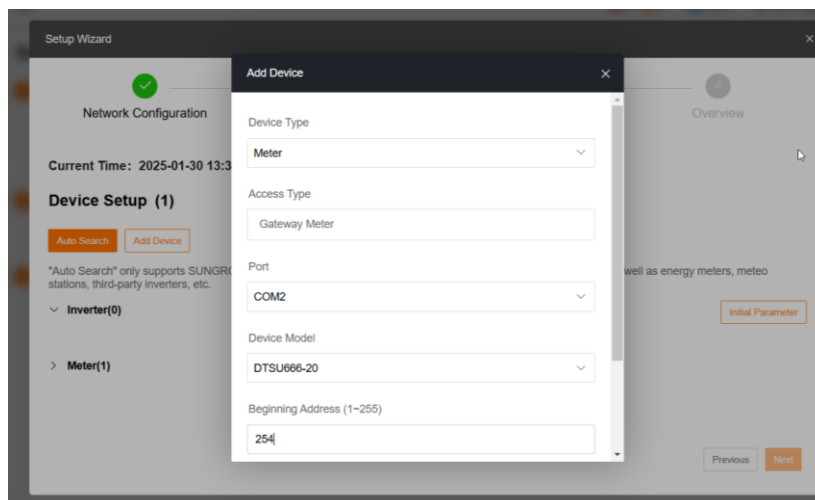 Setup Wizard
Add Device
Network Configuration
Overview
Device Type
Meter
Current Time: 2025-01-30 13:3
Access Type
Device Setup (1)
Gateway Meter
Auto Search
Add Device
Port
"Auto Search" only supports SUNGR
well as energy meters, meteo
stations, third-party inverters, etc.
COM2
Inverter(0)
Initial Parameter
Device Model
Meter(1)
DTSU666-20
Beginning Address (1~255)
254
Previous
Next